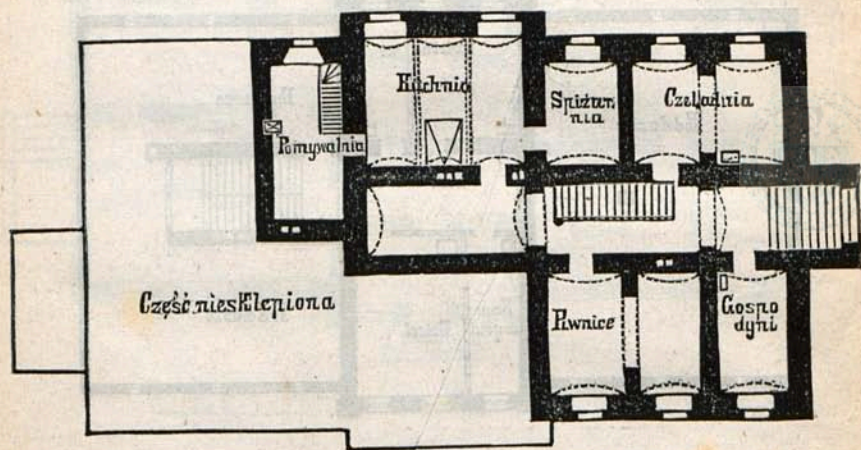 Kuchnia
Spiżar-
nia
Czeladnia
Pomywalnia
Część niesklepiona
Piwnice
Gospo
dyni